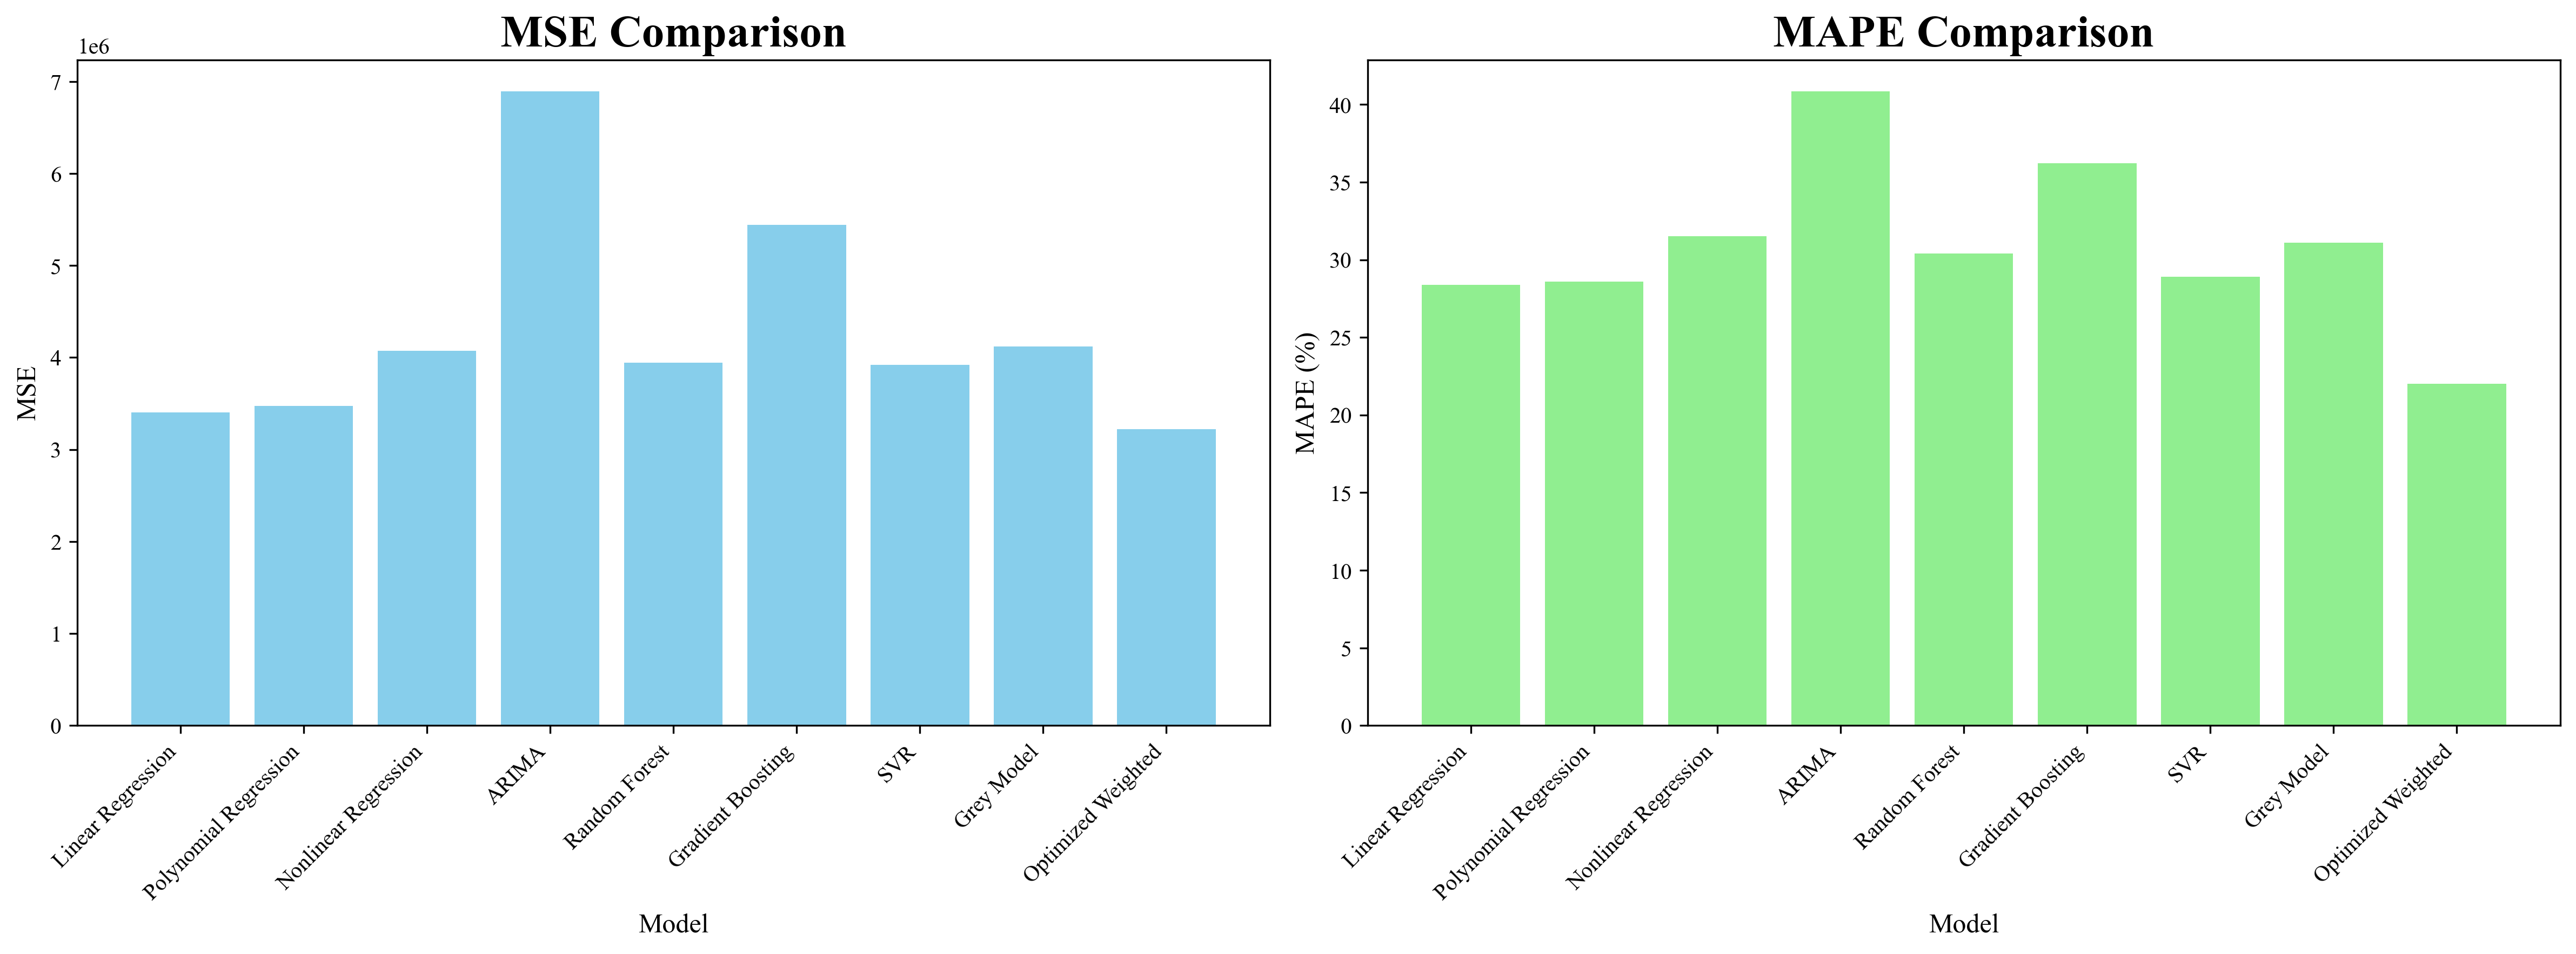 MSE Comparison
1e6
7
6
5
4
3
2
1
0
MSE
Linear Regression
Polynomial Regression
Nonlinear Regression
ARIMA
Random Forest
Gradient Boosting
SVR
Grey Model
Optimized Weighted
Model
MAPE Comparison
40
35
30
25
20
15
10
5
0
MAPE (%)
Linear Regression
Polynomial Regression
Nonlinear Regression
ARIMA
Random Forest
Gradient Boosting
SVR
Grey Model
Optimized Weighted
Model